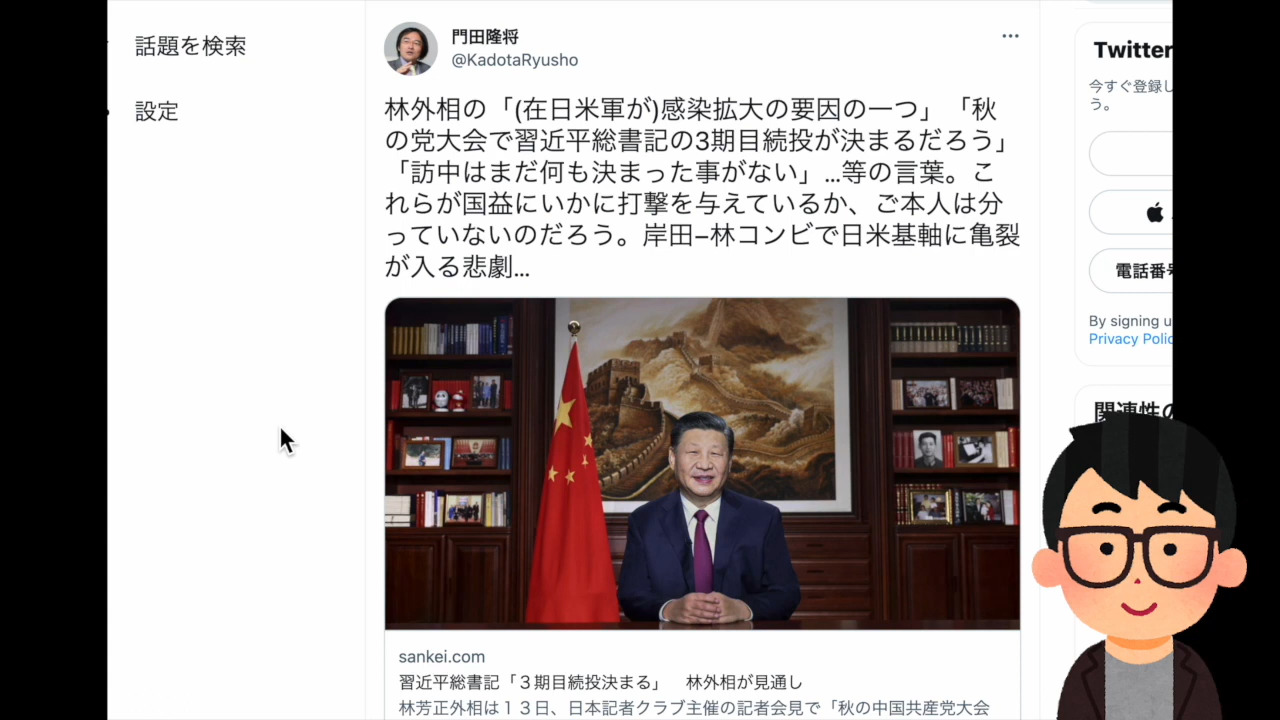 話題を検索
設定
門田隆将
@KadotaRyusho
林外相の「(在日米軍が)感染拡大の要因の一つ」「秋
の党大会で習近平総書記の3期目続投が決まるだろう」
「訪中はまだ何も決まった事がない」…等の言葉。こ
れらが国益にいかに打撃を与えているか、ご本人は分
っていないのだろう。岸田−林コンビで日米基軸に亀裂
が入る悲劇…
sankei.com
習近平総書記「３期目続投決まる」　林外相が見通し
林芳正外相は１３日、日本記者クラブ主催の記者会見で「秋の中国共産党大会
Twitter
今すぐ登録し
う。
電話番号
By signing u
Privacy Polic
関連性の